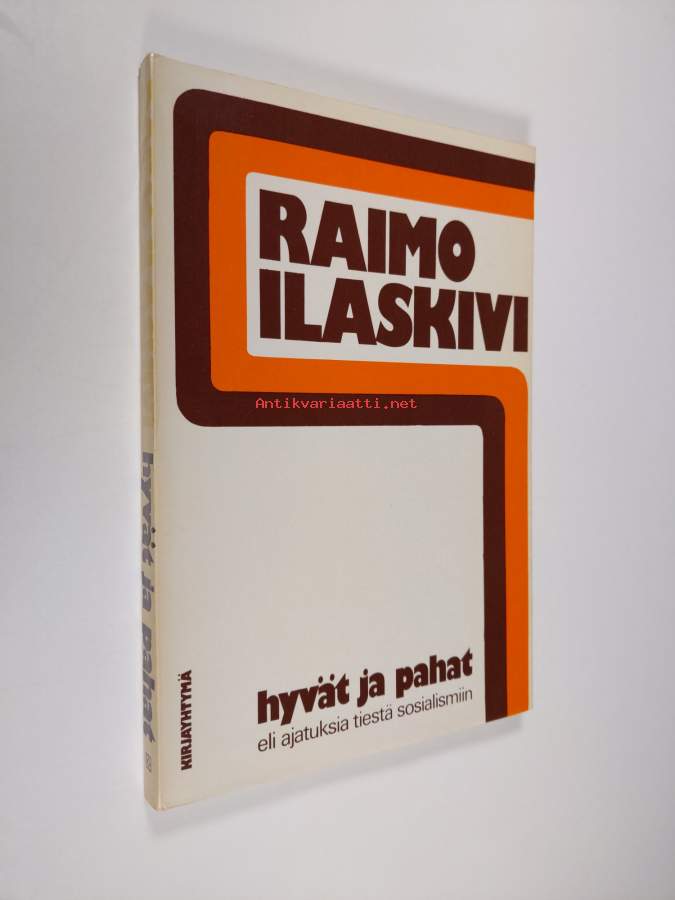 RAIMO
ILASKIVI
Antikvariaatti.net
hyvät ja pahat
eli ajatuksia tiestä sosialismiin
KIRJAYHTYMÄ
hyvät ja pahat